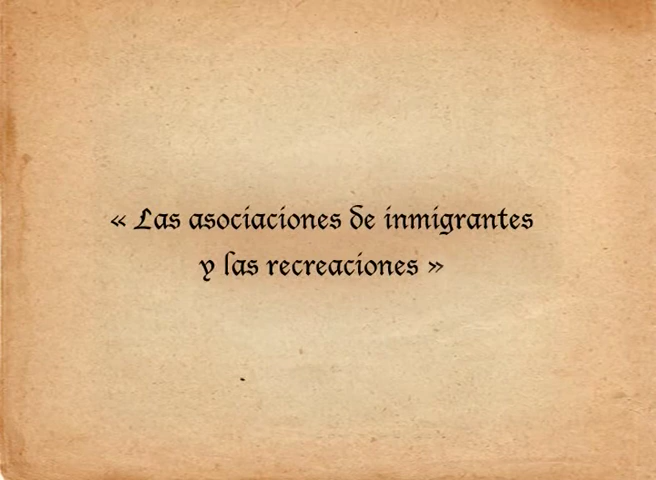 « Las asociaciones de inmigrantes
y las recreaciones »